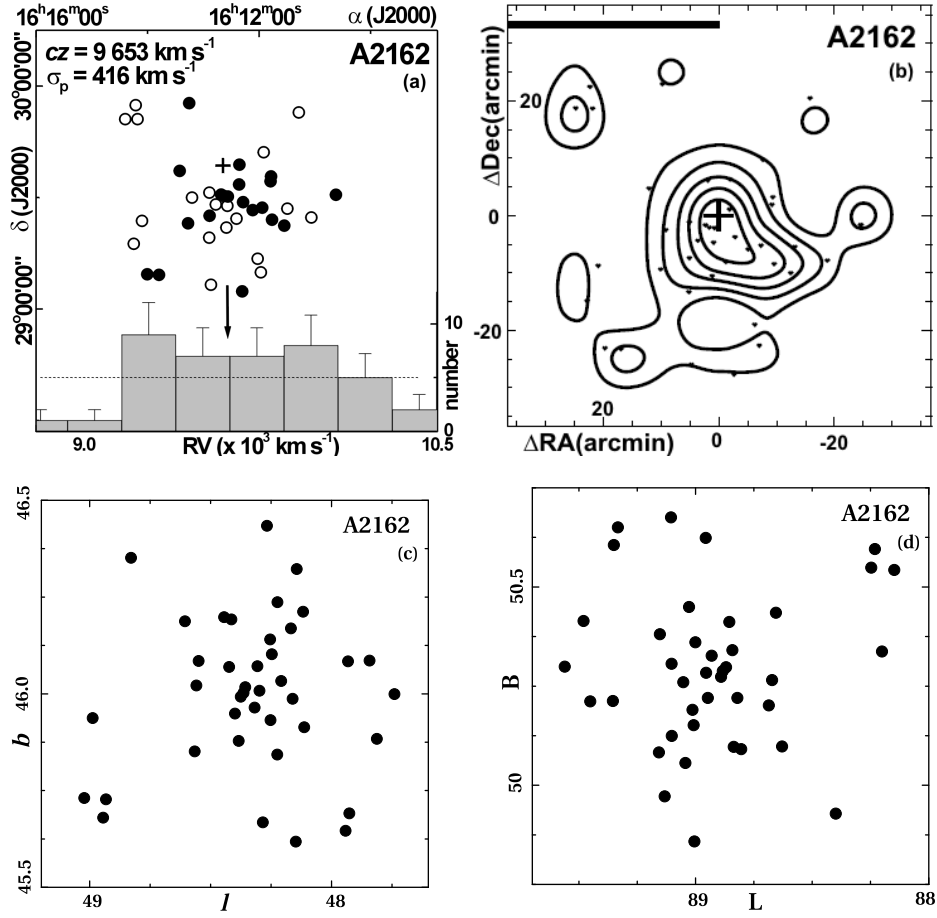 16ʰ16ᵐ00ˢ 16ʰ12ᵐ00ˢ α (J2000)
cz = 9 653 km s⁻¹
σₚ = 416 km s⁻¹
A2162
(a)
30°00'00"
δ (J2000)
29°00'00"
10
number
0
9.0 RV (x 10³ km s⁻¹) 10.5
A2162
(b)
20
ΔDec(arcmin)
0
-20
20
ΔRA(arcmin) 0 -20
46.5
A2162
(c)
46.0
b
45.5
49 l 48
A2162
(d)
50.5
B
50
89 L 88